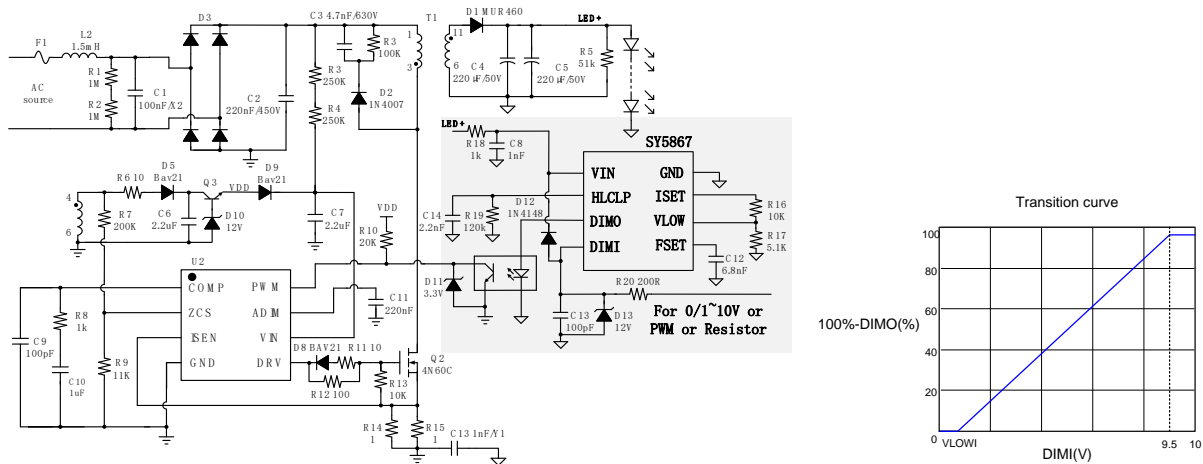 F1
L2
1.5mH
AC
source
R1
1M
R2
1M
C1
100nF/X2
D3
C2
220nF/450V
C3 4.7nF/630V
R3
100K
R3
250K
R4
250K
D2
1N4007
T1
1
3
11
6
D1 MUR460
LED+
C4
220 μF/50V
C5
220 μF/50V
R5
51k
4
6
R6 10
D5
Bav21
R7
200K
C6
2.2uF
Q3
VDD
D10
12V
D9
Bav21
C7
2.2uF
VDD
R10
20K
D11
3.3V
U2
COMP
ZCS
ISEN
GND
PWM
ADIM
VIN
DRV
C11
220nF
R8
1k
C9
100pF
C10
1uF
R9
11K
D8 BAV21
R11 10
R12 100
R13
10K
Q2
4N60C
R14
1
R15
1
C13 1nF/Y1
LED+
R18
1k
C8
1nF
SY5867
VIN
HLCLP
DIMO
DIMI
GND
ISET
VLOW
FSET
C14
2.2nF
R19
120k
D12
1N4148
R16
10K
R17
5.1K
C12
6.8nF
R20 200R
C13
100pF
D13
12V
For 0/1~10V or
PWM or Resistor
Transition curve
100%-DIMO(%)
100
80
60
40
20
0
VLOWI
9.5
10
DIMI(V)